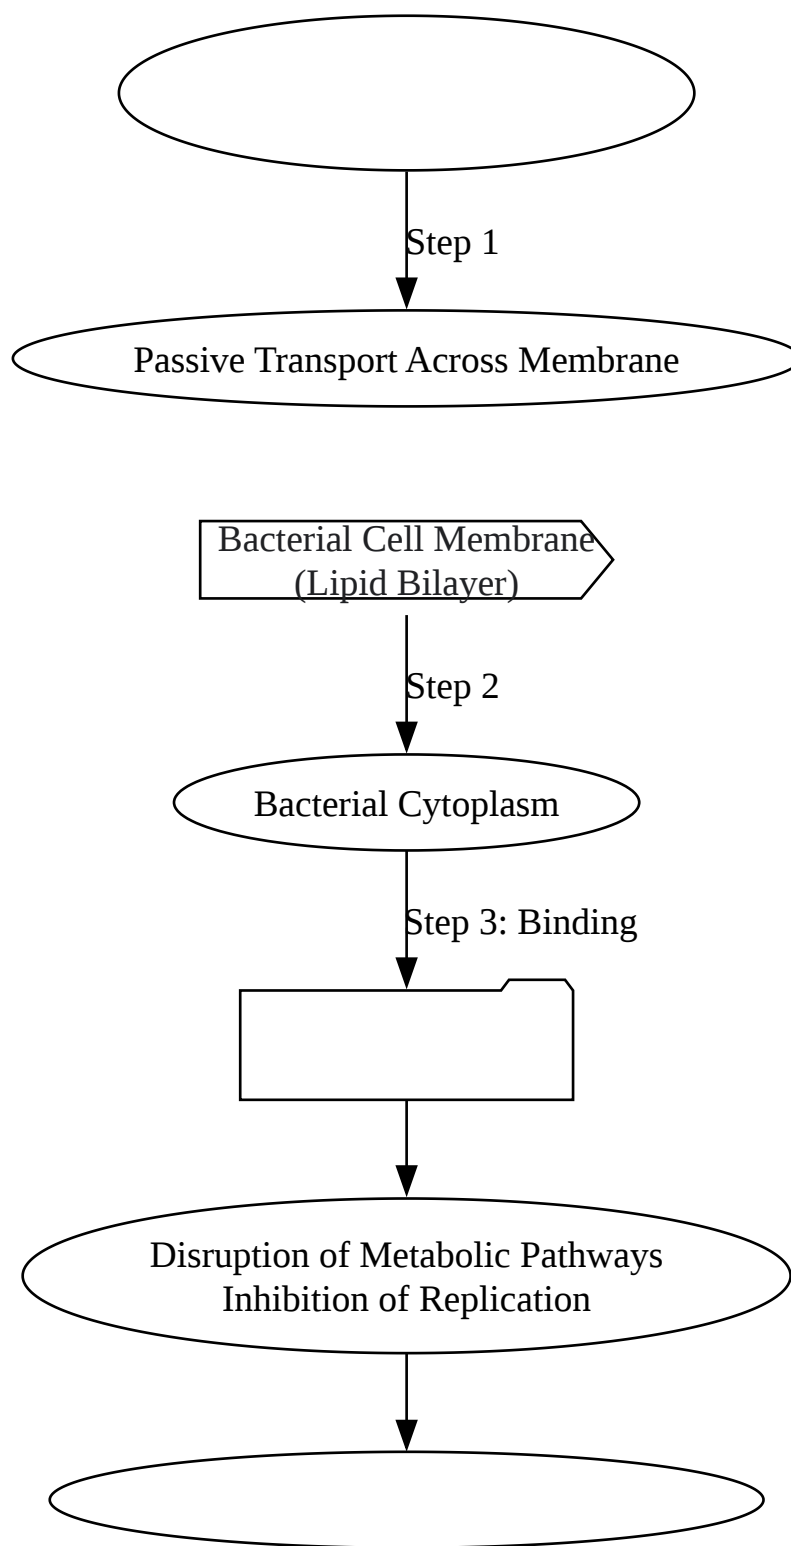 Step 1
Passive Transport Across Membrane
Bacterial Cell Membrane
(Lipid Bilayer)
Step 2
Bacterial Cytoplasm
Step 3: Binding
Disruption of Metabolic Pathways
Inhibition of Replication